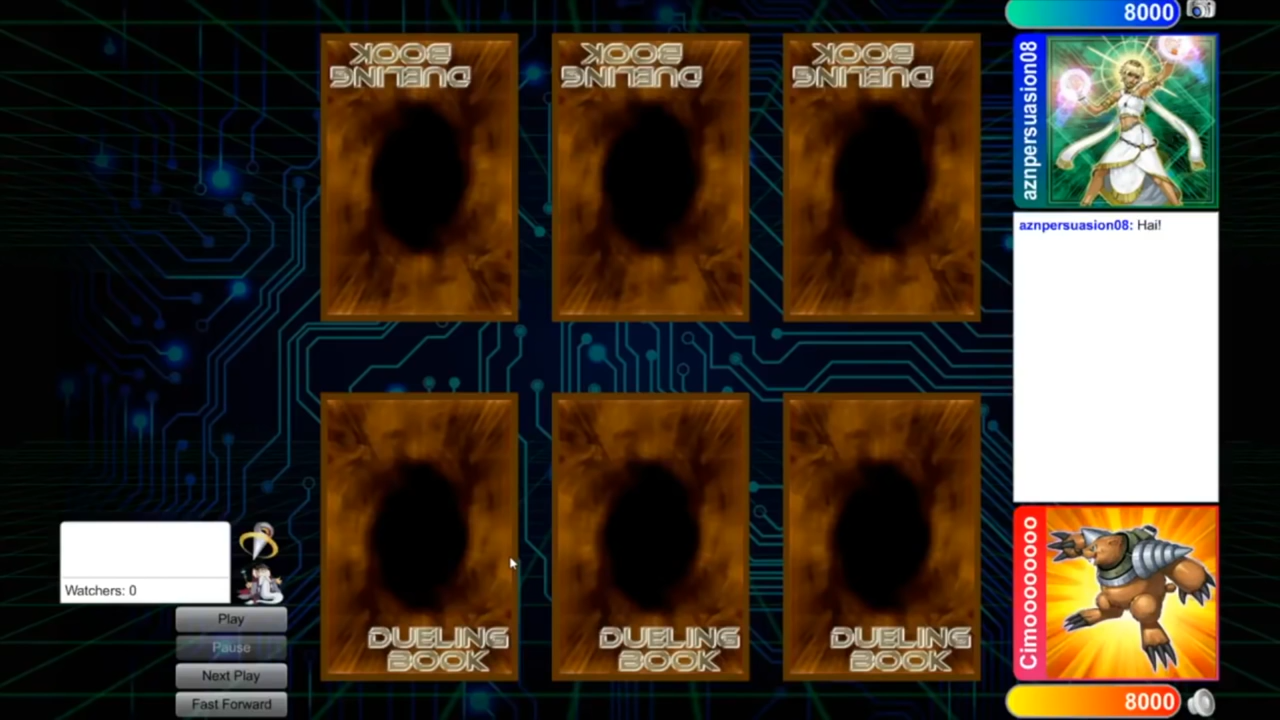 8000
DUELING
BOOK
DUELING
BOOK
DUELING
BOOK
aznpersuasion08
aznpersuasion08: Hai!
DUELING
BOOK
DUELING
BOOK
DUELING
BOOK
Cimooooooooo
Watchers: 0
Play
Pause
Next Play
Fast Forward
8000